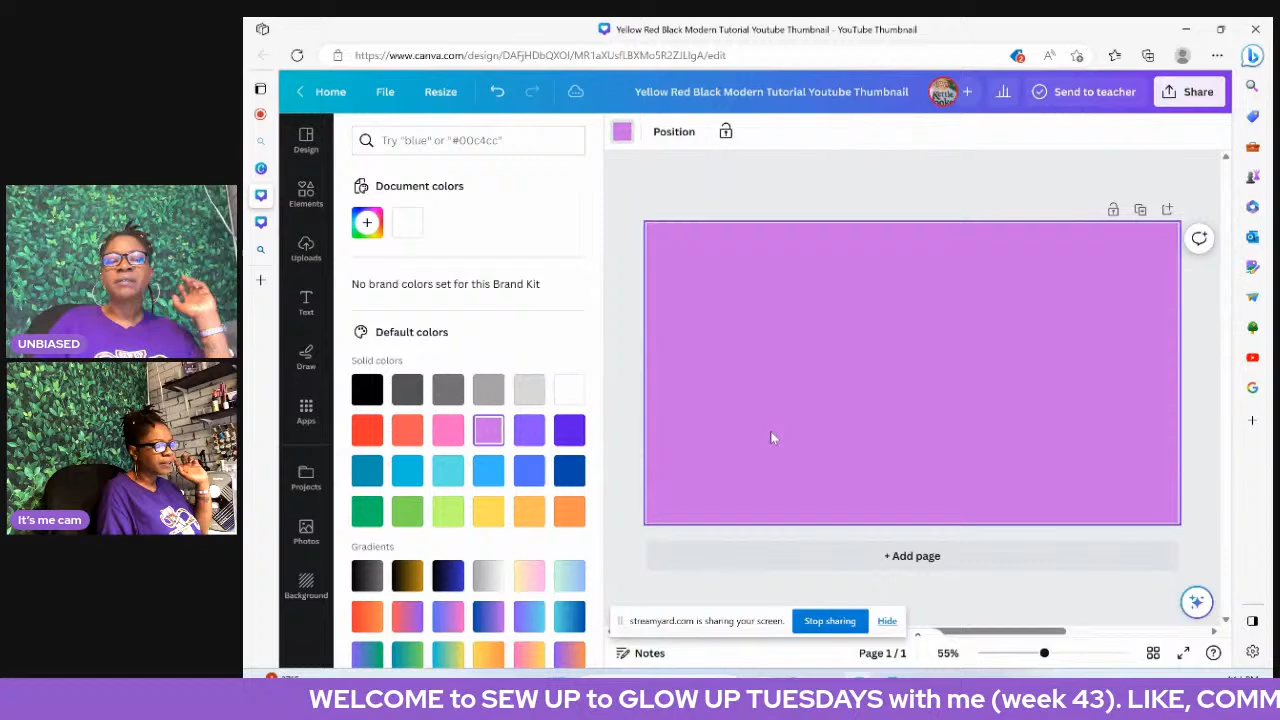 Yellow Red Black Modern Tutorial Youtube Thumbnail - YouTube Thumbnail
https://www.canva.com/design/DAFjHDbQXOI/MR1aXUsfLBXMo5R2ZJLIgA/edit
Home File Resize Yellow Red Black Modern Tutorial Youtube Thumbnail Send to teacher Share
Design
Elements
Uploads
Text
Draw
Apps
Projects
Photos
Background
Try "blue" or "#00c4cc"
Document colors
No brand colors set for this Brand Kit
Default colors
Solid colors
Gradients
Position
+ Add page
streamyard.com is sharing your screen. Stop sharing Hide
Notes Page 1 / 1 55%
UNBIASED
It's me cam
WELCOME to SEW UP to GLOW UP TUESDAYS with me (week 43). LIKE, COMM